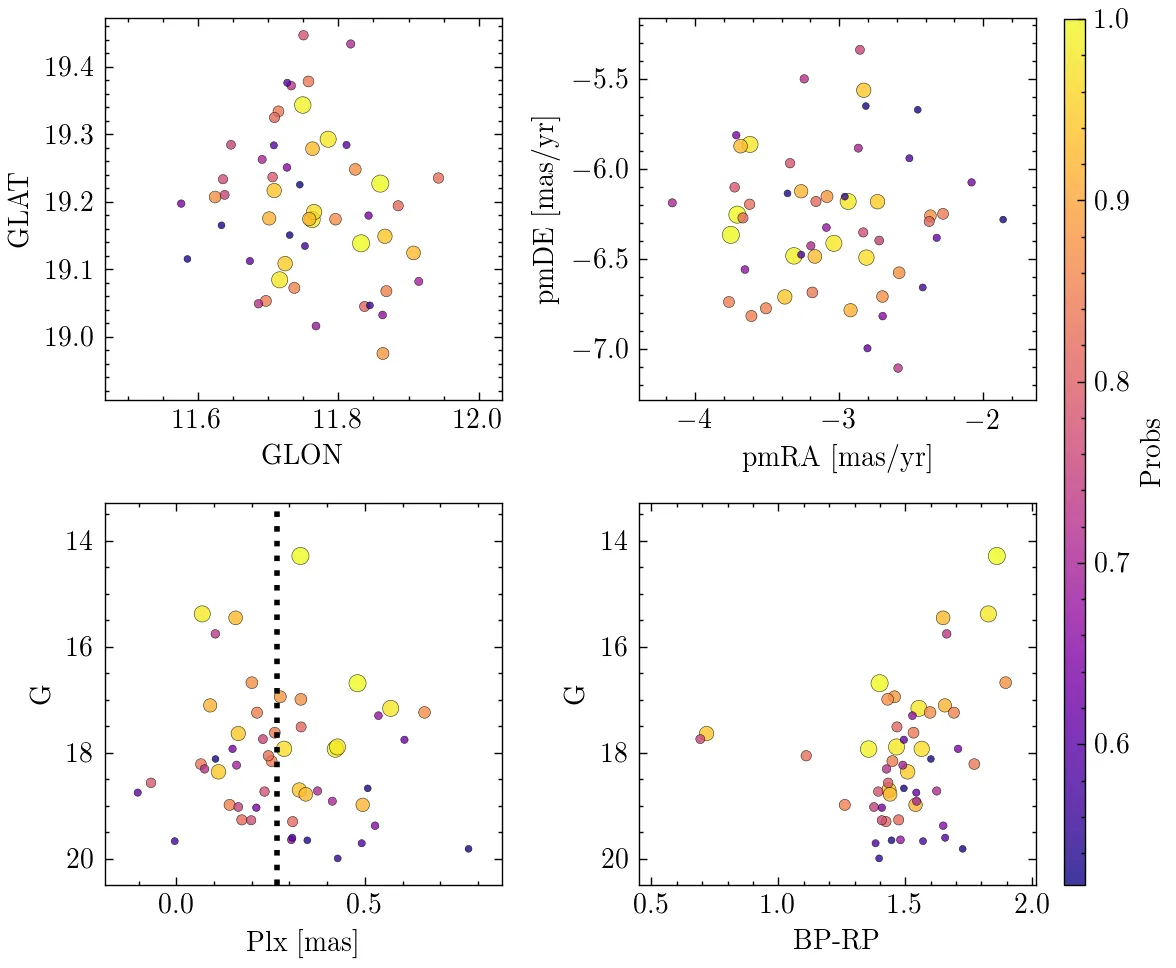 19.4
19.3
19.2
19.1
19.0
GLAT
11.6 11.8 12.0
GLON
−5.5
−6.0
−6.5
−7.0
pmDE [mas/yr]
−4 −3 −2
pmRA [mas/yr]
14
16
18
20
G
0.0 0.5
Plx [mas]
14
16
18
20
G
0.5 1.0 1.5 2.0
BP-RP
1.0
0.9
0.8
0.7
0.6
Probs